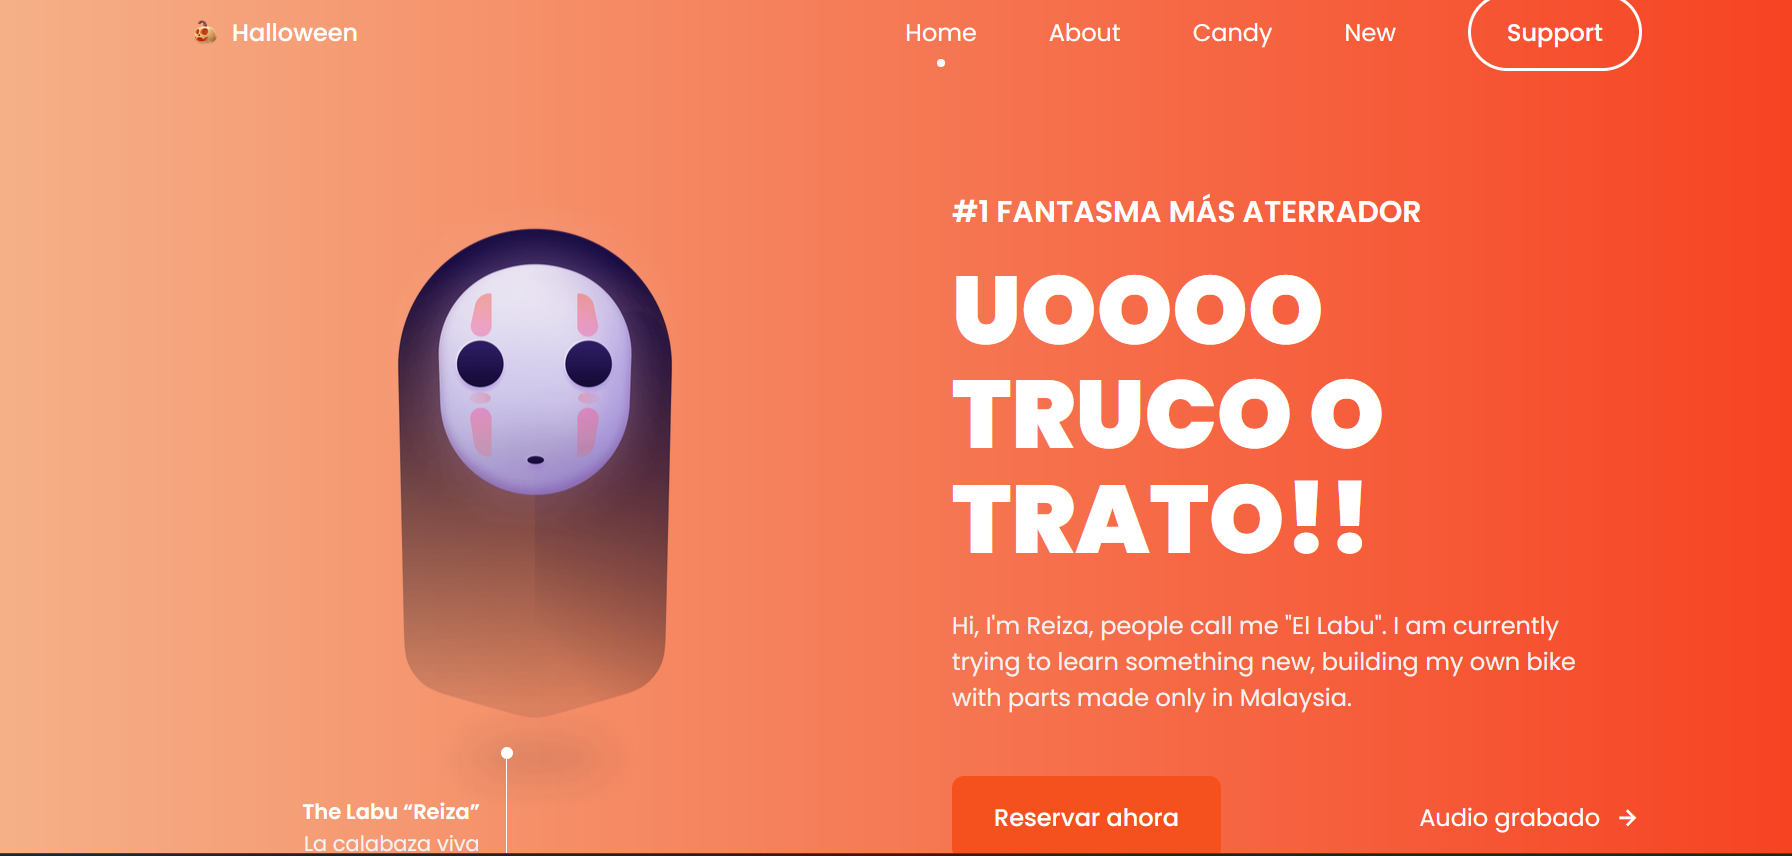 Halloween
Home About Candy New Support
#1 FANTASMA MÁS ATERRADOR
UOOOO
TRUCO O
TRATO!!
Hi, I'm Reiza, people call me "El Labu". I am currently
trying to learn something new, building my own bike
with parts made only in Malaysia.
Reservar ahora
Audio grabado →
The Labu “Reiza”
La calabaza viva